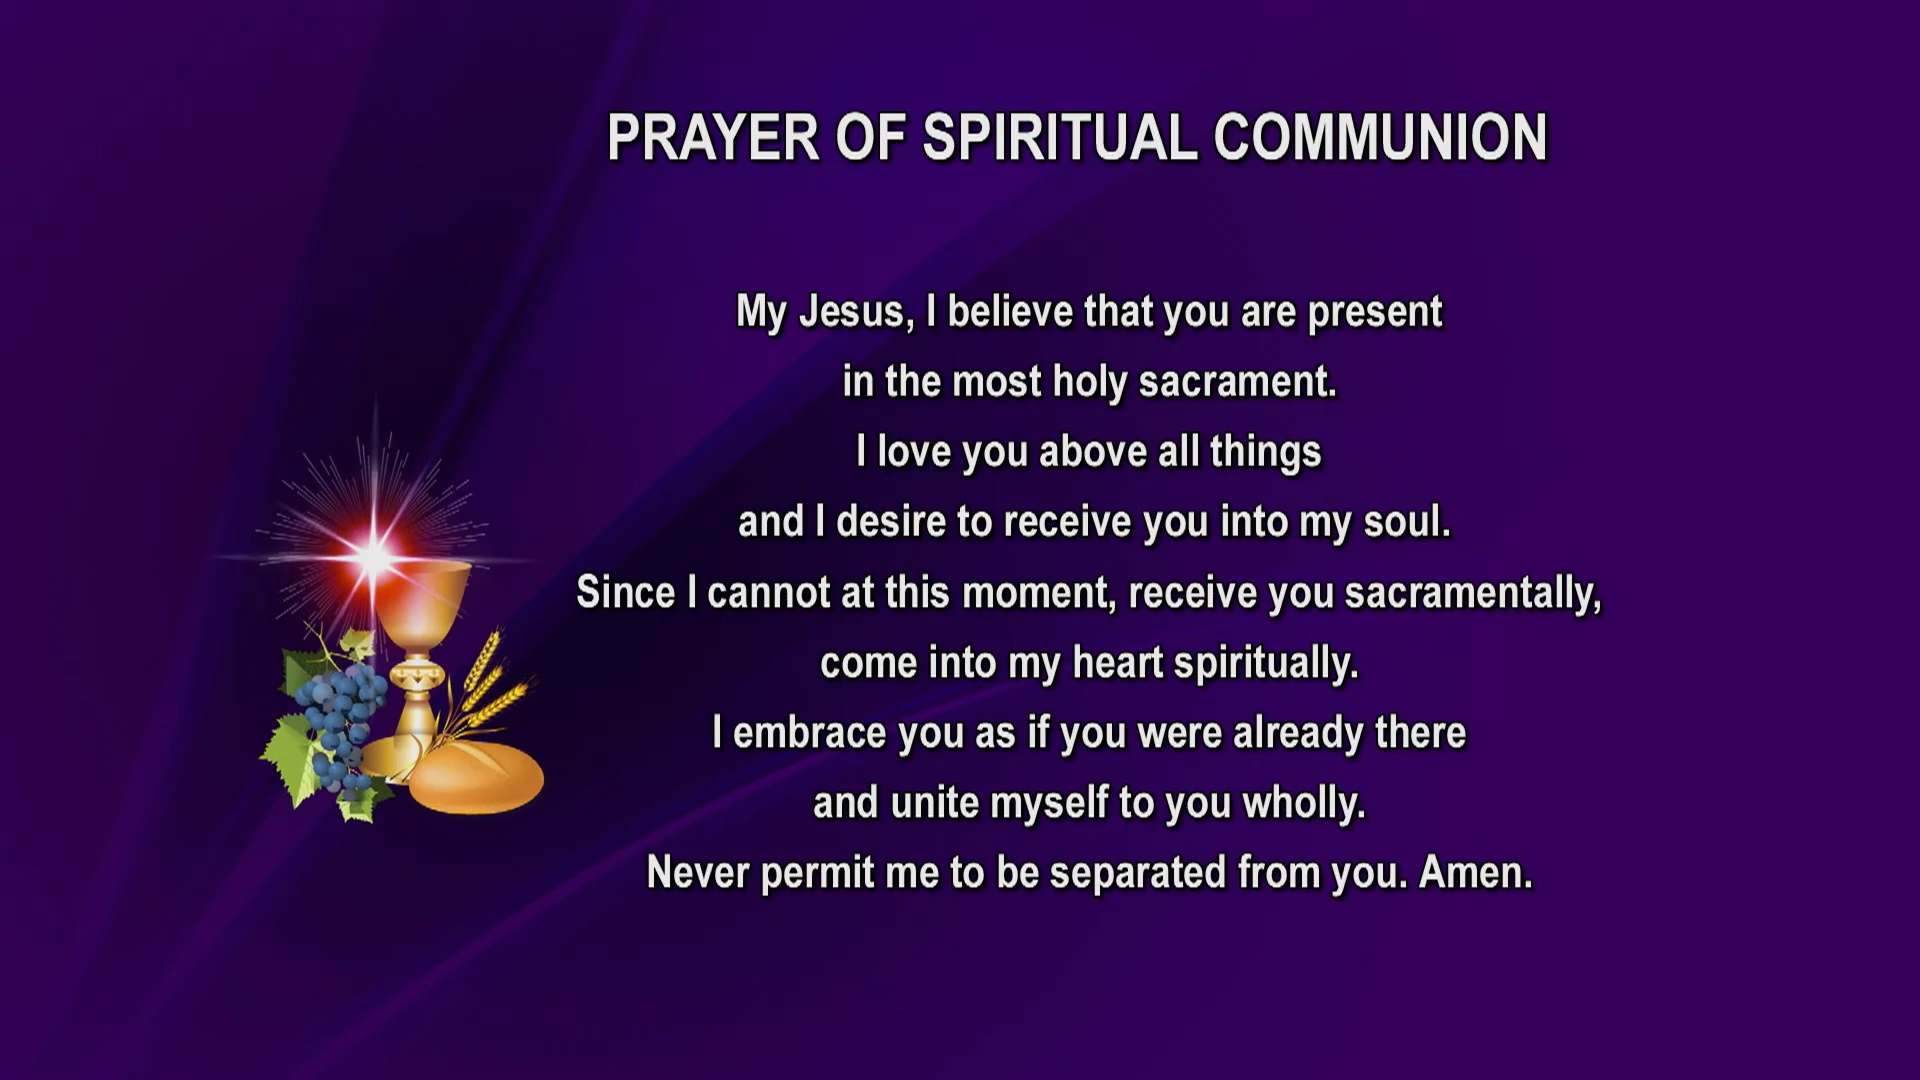 PRAYER OF SPIRITUAL COMMUNION
My Jesus, I believe that you are present
in the most holy sacrament.
I love you above all things
and I desire to receive you into my soul.
Since I cannot at this moment, receive you sacramentally,
come into my heart spiritually.
I embrace you as if you were already there
and unite myself to you wholly.
Never permit me to be separated from you. Amen.